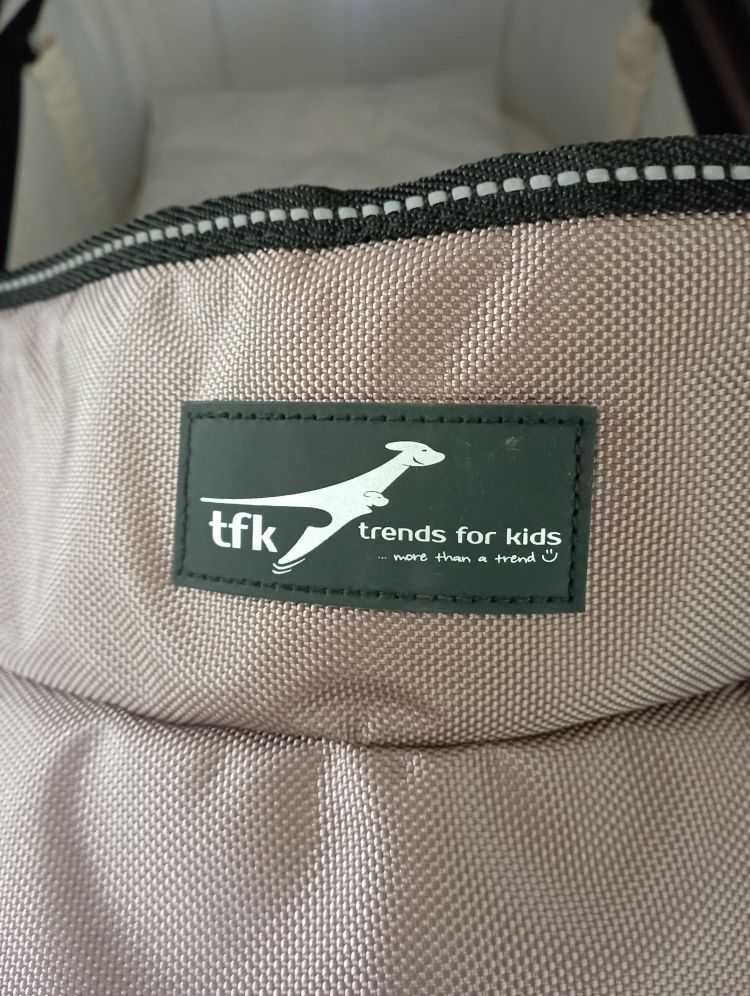 tfk trends for kids
... more than a trend